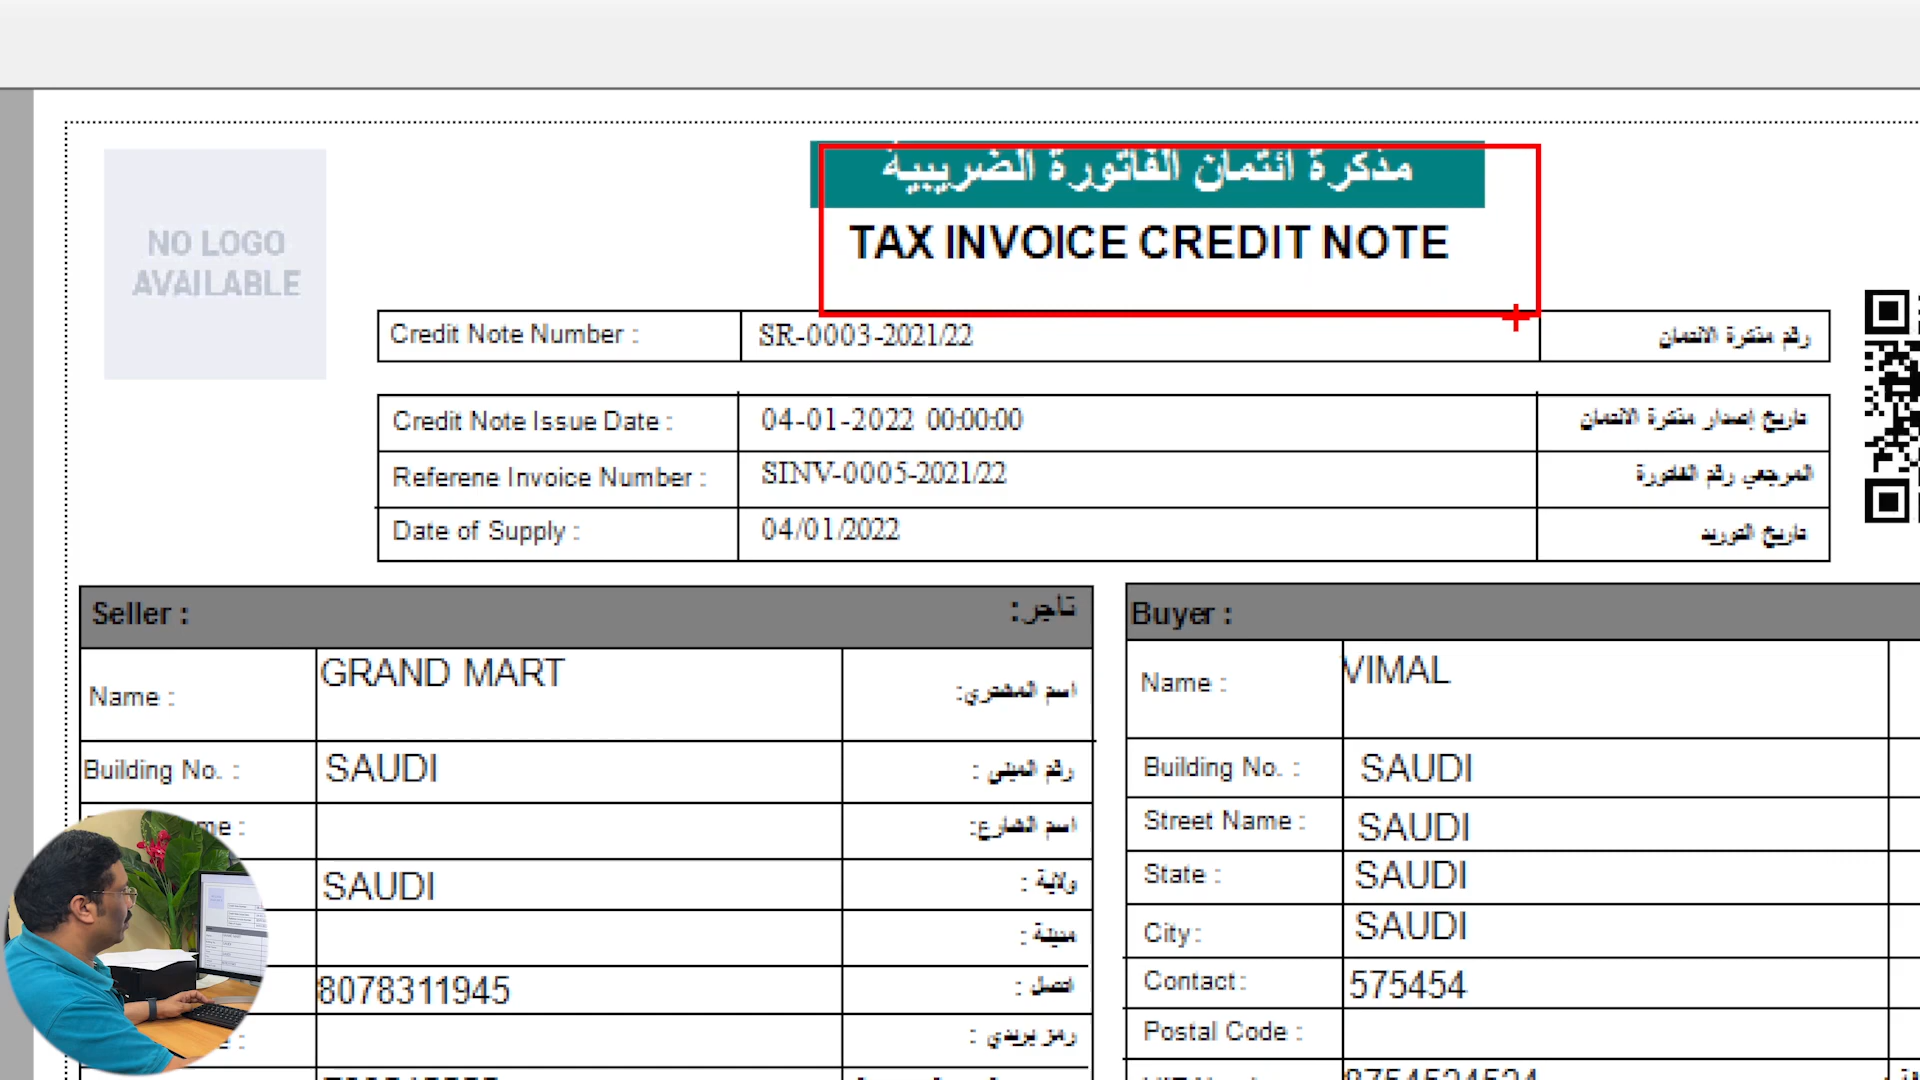 مذكرة ائتمان الفاتورة الضريبية
TAX INVOICE CREDIT NOTE
NO LOGO
AVAILABLE
Credit Note Number : SR-0003-2021/22 رقم مذكرة الائتمان
Credit Note Issue Date : 04-01-2022 00:00:00 تاريخ إصدار مذكرة الائتمان
Referene Invoice Number : SINV-0005-2021/22 المرجعي رقم الفاتورة
Date of Supply : 04/01/2022 تاريخ التوريد
Seller : تاجر:
Name : GRAND MART اسم المشتري:
Building No. : SAUDI رقم المبنى :
me : اسم الشارع:
SAUDI ولاية :
مدينة :
8078311945 اتصل :
رمز بريدي :
Buyer :
Name : VIMAL
Building No. : SAUDI
Street Name : SAUDI
State : SAUDI
City: SAUDI
Contact: 575454
Postal Code :